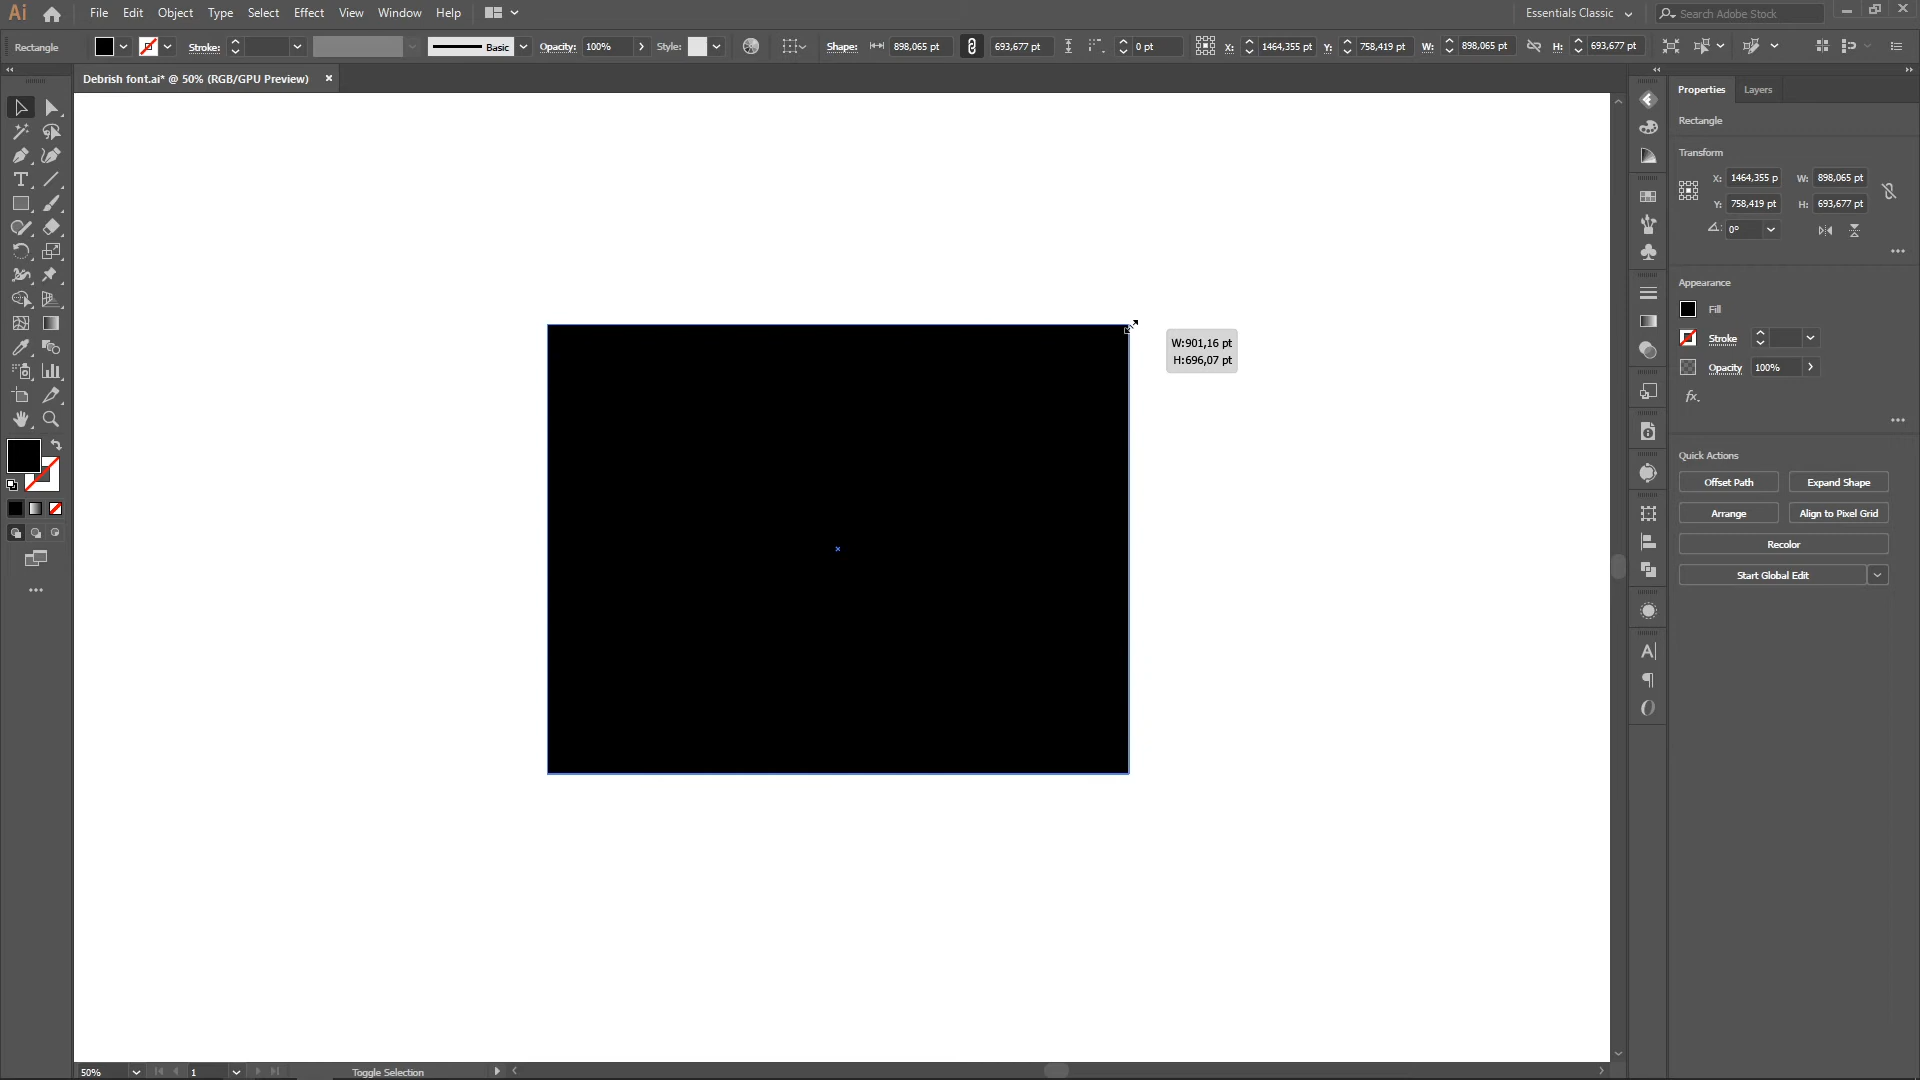 Ai File Edit Object Type Select Effect View Window Help Essentials Classic Search Adobe Stock
Rectangle Stroke: Basic Opacity: 100% Style: Shape: 898,065 pt 693,677 pt 0 pt X: 1464,355 pt Y: 758,419 pt W: 898,065 pt H: 693,677 pt
Debrish font.ai* @ 50% (RGB/GPU Preview) ×
Properties Layers
Rectangle
Transform
X: 1464,355 p W: 898,065 pt
Y: 758,419 pt H: 693,677 pt
0°
Appearance
Fill
Stroke
Opacity 100%
fx.
W:901,16 pt
H:696,07 pt
Quick Actions
Offset Path Expand Shape
Arrange Align to Pixel Grid
Recolor
Start Global Edit
50% 1 Toggle Selection